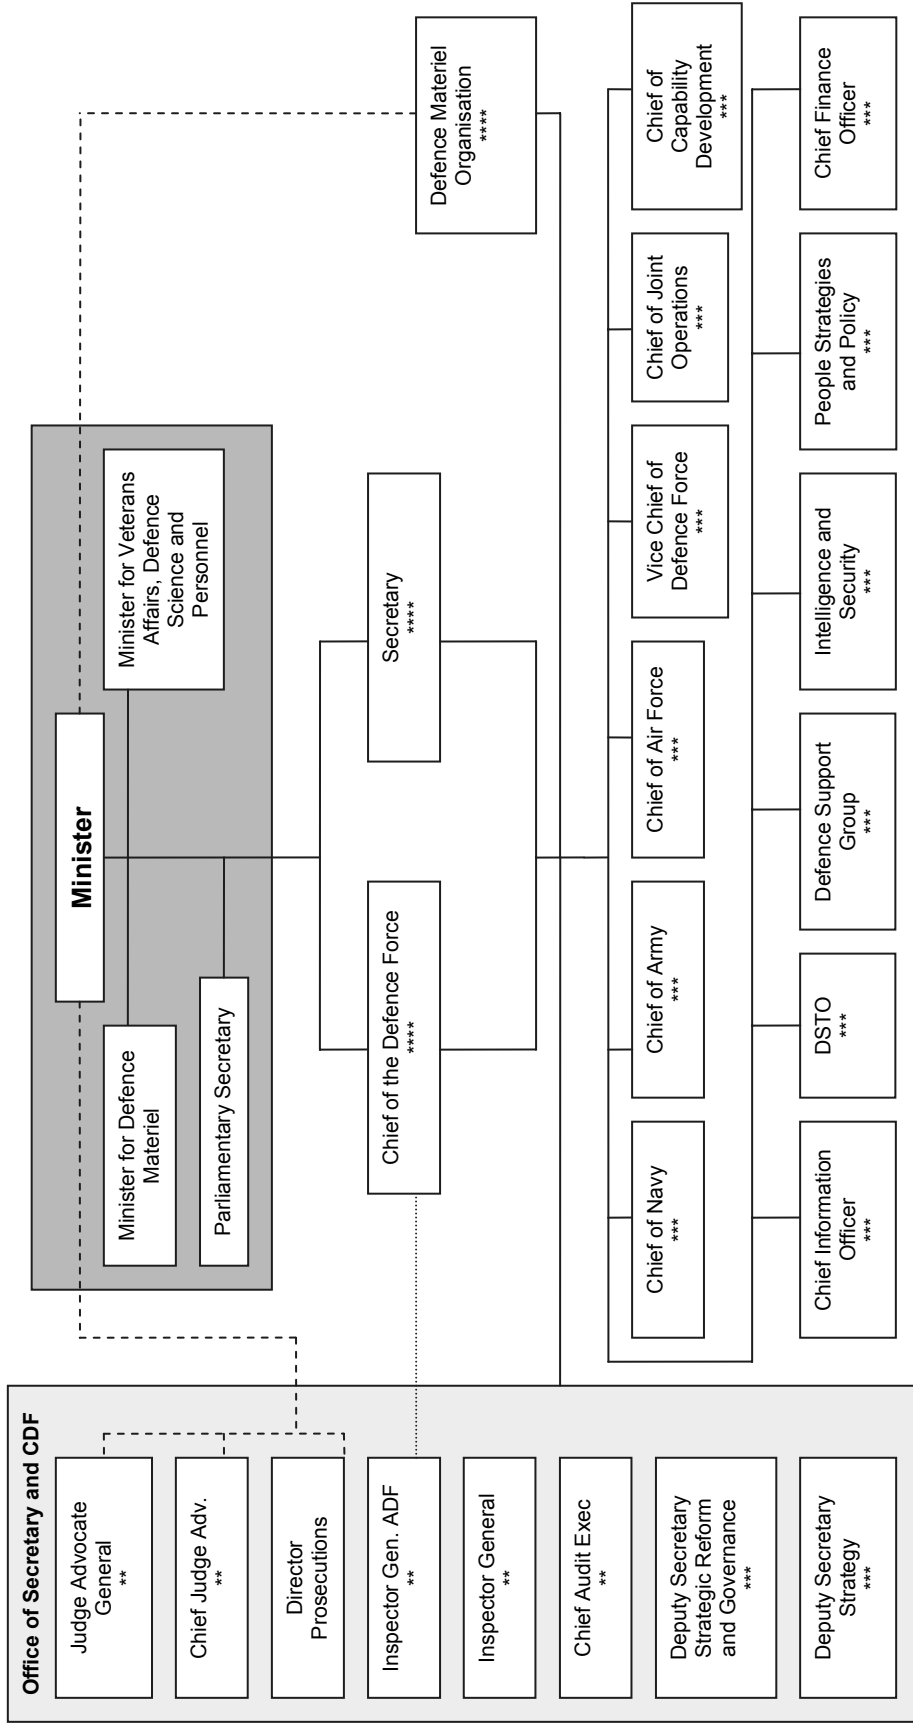 Office of Secretary and CDF
Judge Advocate
General
**
Chief Judge Adv.
**
Director
Prosecutions
Inspector Gen. ADF
**
Inspector General
**
Chief Audit Exec
**
Deputy Secretary
Strategic Reform
and Governance
***
Deputy Secretary
Strategy
***
Minister
Minister for Defence
Materiel
Minister for Veterans
Affairs, Defence
Science and
Personnel
Parliamentary Secretary
Chief of the Defence Force
****
Secretary
****
Defence Materiel
Organisation
****
Chief of Navy
***
Chief of Army
***
Chief of Air Force
***
Vice Chief of
Defence Force
***
Chief of Joint
Operations
***
Chief of
Capability
Development
***
Chief Information
Officer
***
DSTO
***
Defence Support
Group
***
Intelligence and
Security
***
People Strategies
and Policy
***
Chief Finance
Officer
***